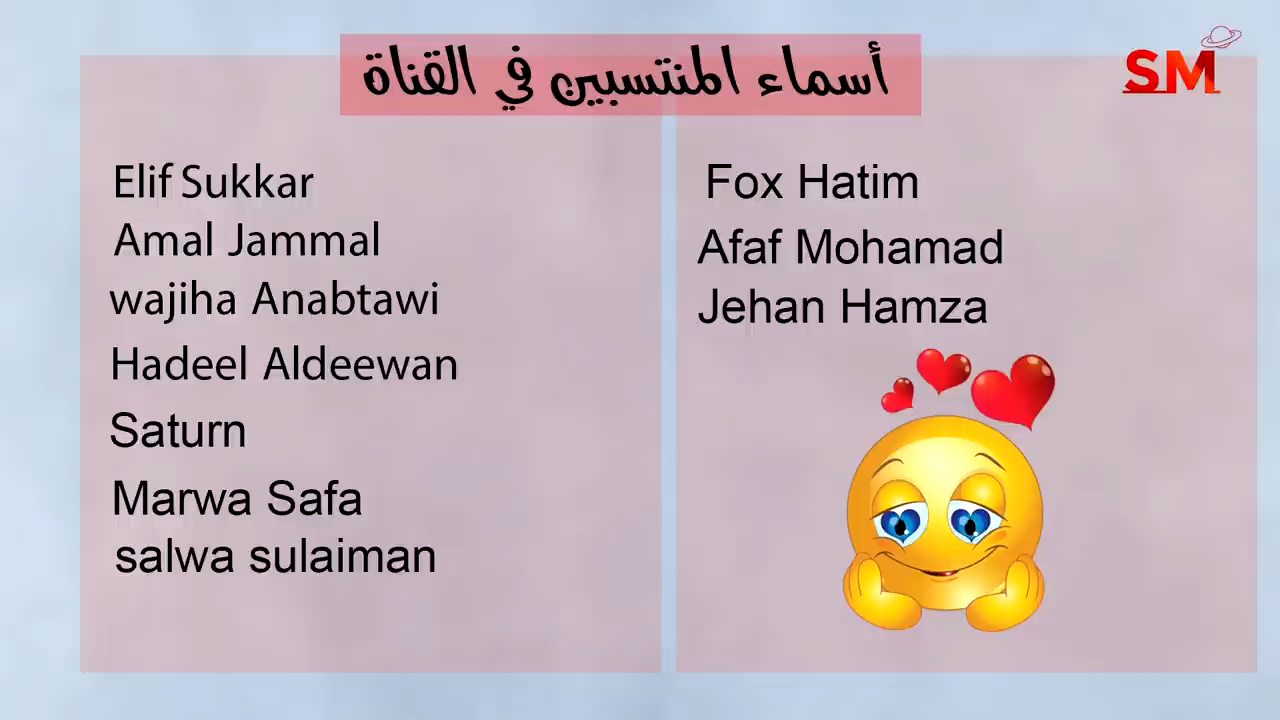 أسماء المنتسبين في القناة
SM
Elif Sukkar
Amal Jammal
wajiha Anabtawi
Hadeel Aldeewan
Saturn
Marwa Safa
salwa sulaiman
Fox Hatim
Afaf Mohamad
Jehan Hamza